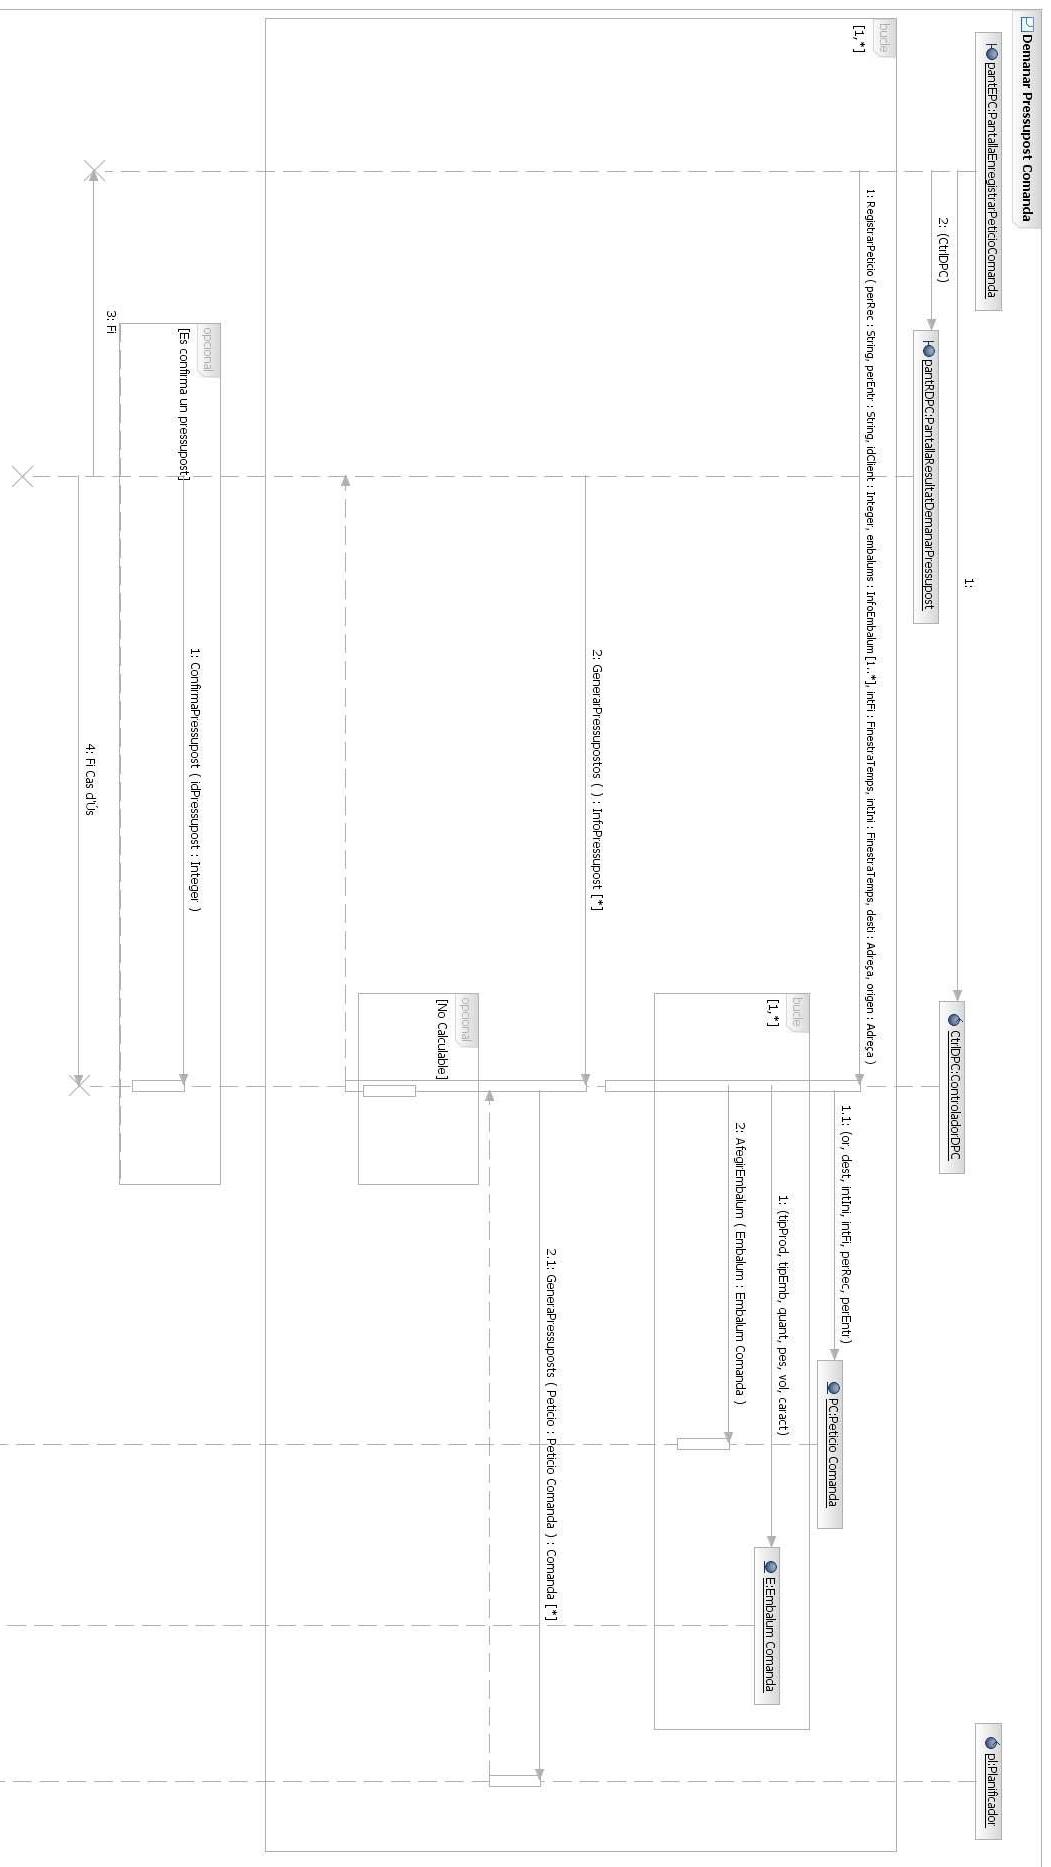 Demanar Pressupost Comanda
pantEPC:PantallaEnregistrarPeticioComanda
pl:Planificador
1:
CtrlDPC:ControladorDPC
2: (CtrlDPC)
pantRDPC:PantallaResultatDemanarPressupost
bucle
[1,*]
1: RegistrarPeticio ( perRec : String, perEntr : String, idClient : Integer, embalums : InfoEmbalum [1..*], intFi : FinestraTemps, intIni : FinestraTemps, desti : Adreça, origen : Adreça )
1.1: (or, dest, intIni, intFi, perRec, perEntr)
PC:Peticio Comanda
bucle
[1,*]
1: (tipProd, tipEmb, quant, pes, vol, caract)
E:Embalum Comanda
2: AfegirEmbalum ( Embalum : Embalum Comanda )
2: GenerarPressupostos ( ) : InfoPressupost [*]
2.1: GeneraPressuposts ( Peticio : Peticio Comanda ) : Comanda [*]
opcional
[No Calculable]
opcional
[Es confirma un pressupost]
1: ConfirmaPressupost ( idPressupost : Integer )
3: Fi
4: Fi Cas d'Ús